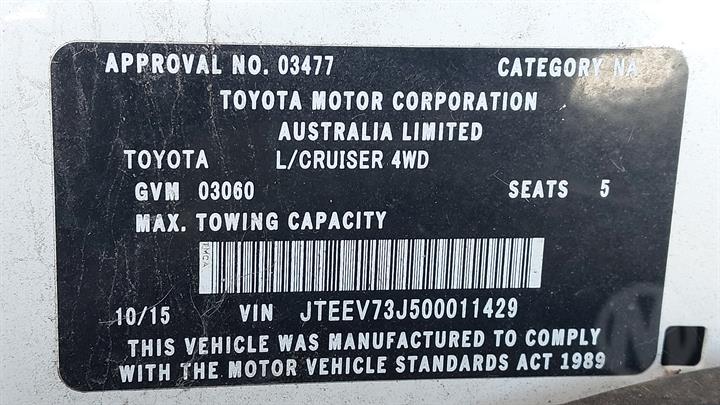 APPROVAL NO. 03477 CATEGORY NA
TOYOTA MOTOR CORPORATION
AUSTRALIA LIMITED
TOYOTA L/CRUISER 4WD
GVM 03060 SEATS 5
MAX. TOWING CAPACITY
TMCA
10/15 VIN JTEEV73J500011429
THIS VEHICLE WAS MANUFACTURED TO COMPLY
WITH THE MOTOR VEHICLE STANDARDS ACT 1989